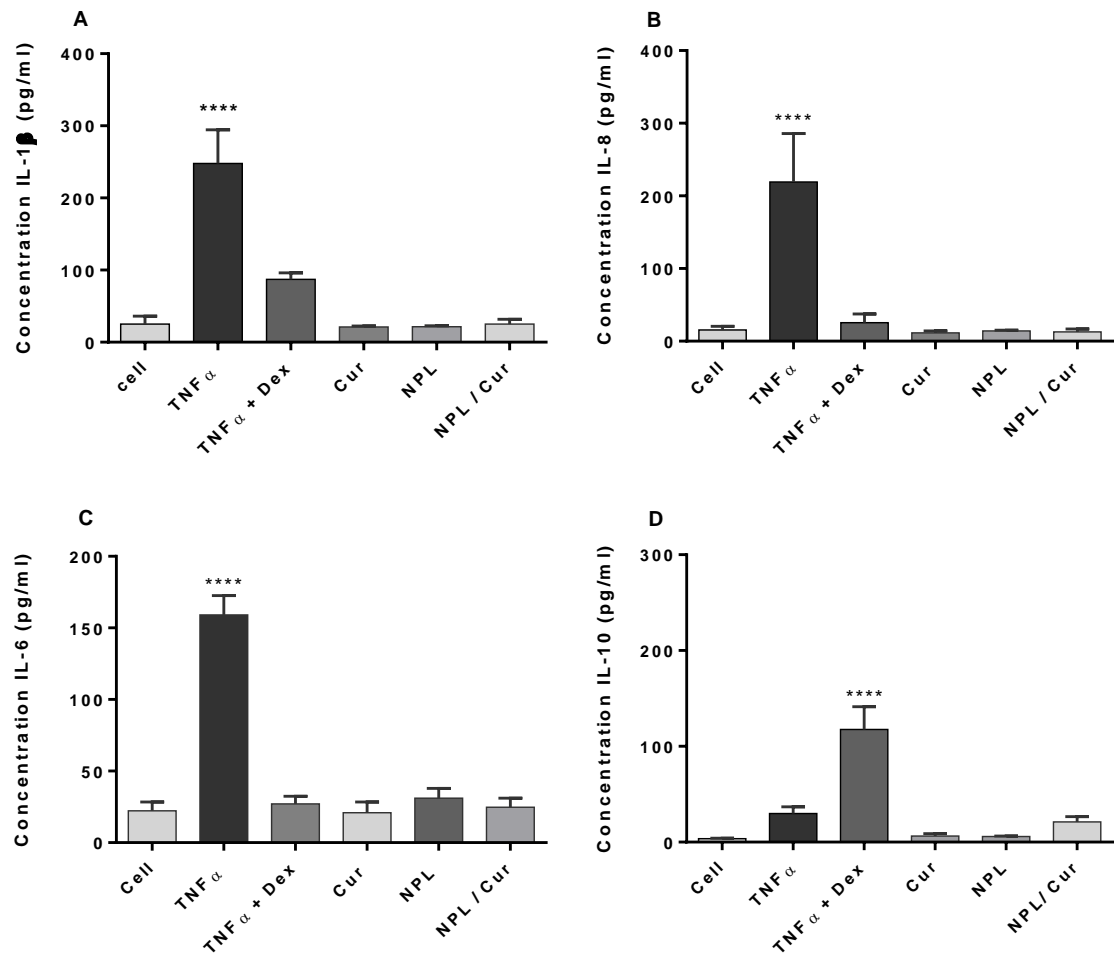 A
Concentration IL-1β (pg/ml)
400
300
200
100
0
****
cell
TNFα
TNFα + Dex
Cur
NPL
NPL / Cur
B
Concentration IL-8 (pg/ml)
400
300
200
100
0
****
Cell
TNFα
TNFα + Dex
Cur
NPL
NPL / Cur
C
Concentration IL-6 (pg/ml)
200
150
100
50
0
****
Cell
TNFα
TNFα + Dex
Cur
NPL
NPL / Cur
D
Concentration IL-10 (pg/ml)
300
200
100
0
****
Cell
TNFα
TNFα + Dex
Cur
NPL
NPL/ Cur